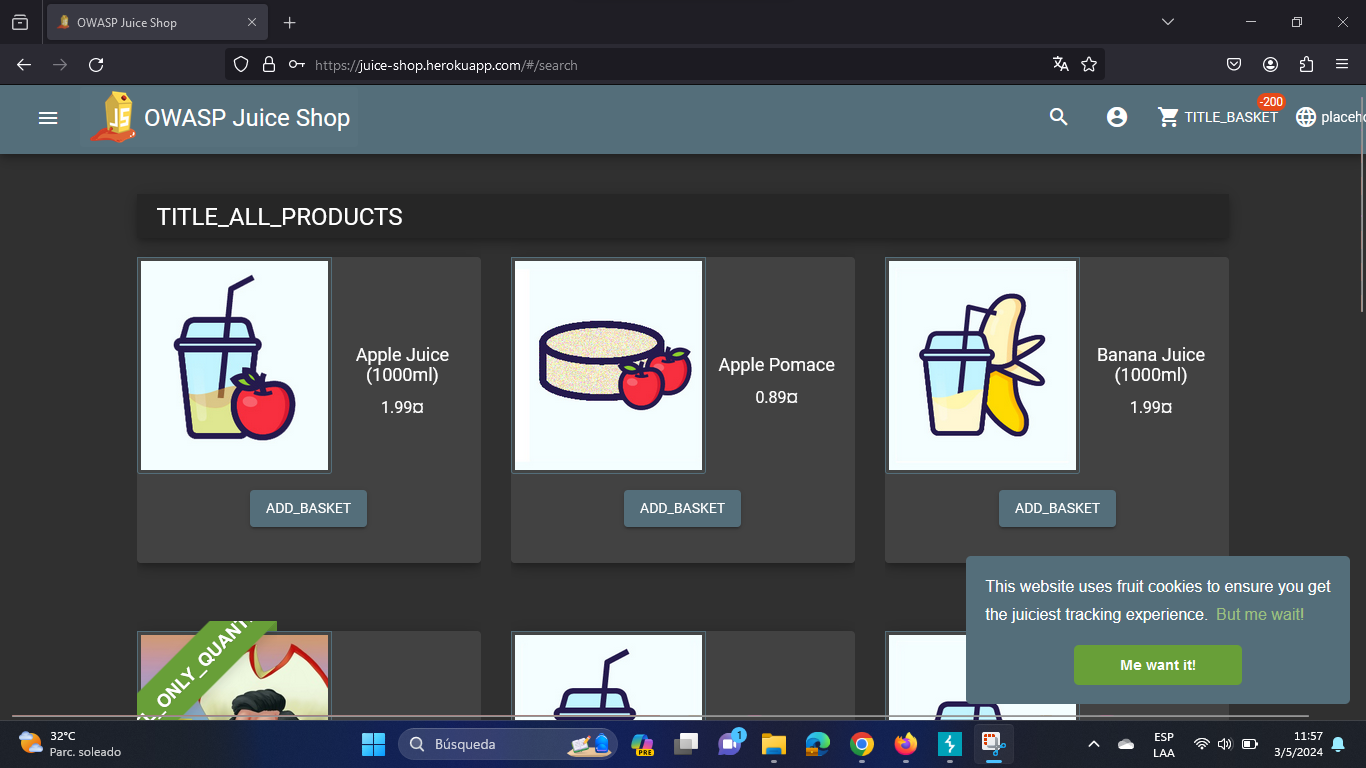 OWASP Juice Shop
https://juice-shop.herokuapp.com/#/search
JS
OWASP Juice Shop
-200
TITLE_BASKET
placeho
TITLE_ALL_PRODUCTS
Apple Juice
(1000ml)
1.99¤
Apple Pomace
0.89¤
Banana Juice
(1000ml)
1.99¤
ADD_BASKET
ADD_BASKET
ADD_BASKET
_ONLY_QUANT
This website uses fruit cookies to ensure you get
the juiciest tracking experience. But me wait!
Me want it!
32°C
Parc. soleado
Búsqueda
PRE
1
ESP
LAA
11:57
3/5/2024